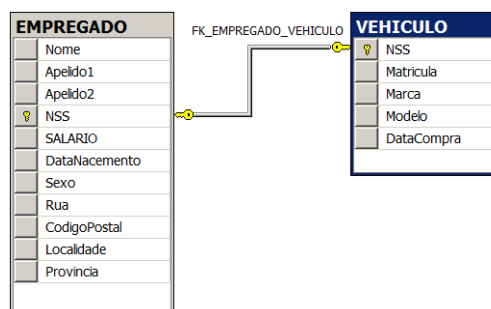 EMPREGADO
Nome
Apelido1
Apelido2
NSS
SALARIO
DataNacemento
Sexo
Rua
CodigoPostal
Localidade
Provincia
FK_EMPREGADO_VEHICULO
VEHICULO
NSS
Matricula
Marca
Modelo
DataCompra